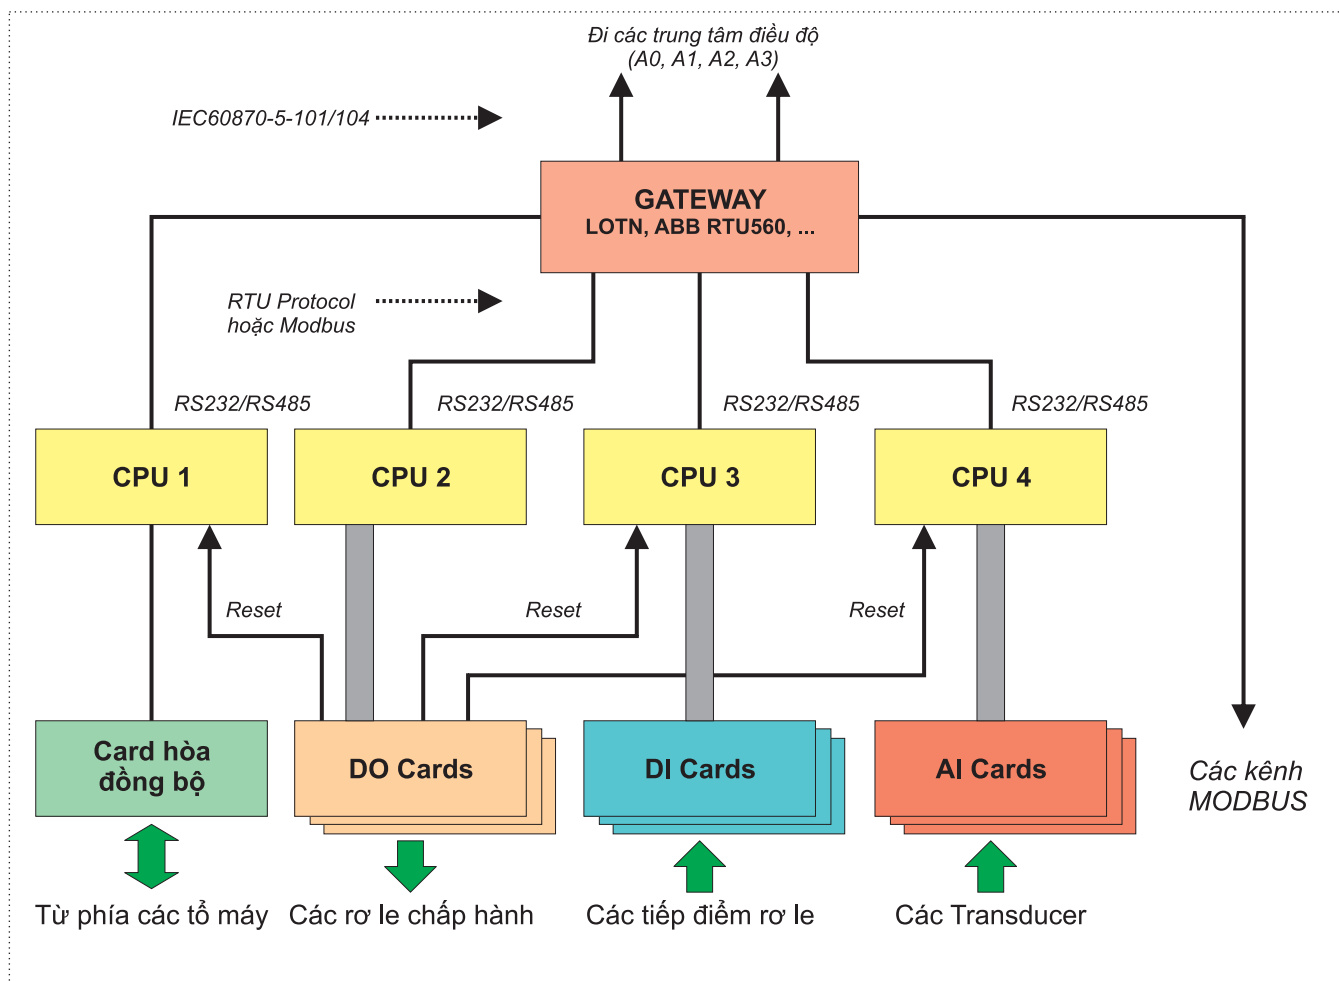 Đi các trung tâm điều độ
(A0, A1, A2, A3)
IEC60870-5-101/104
GATEWAY
LOTN, ABB RTU560, ...
RTU Protocol
hoặc Modbus
RS232/RS485
RS232/RS485
RS232/RS485
RS232/RS485
CPU 1
CPU 2
CPU 3
CPU 4
Reset
Reset
Reset
Card hòa
đồng bộ
DO Cards
DI Cards
AI Cards
Các kênh
MODBUS
Từ phía các tổ máy
Các rơ le chấp hành
Các tiếp điểm rơ le
Các Transducer